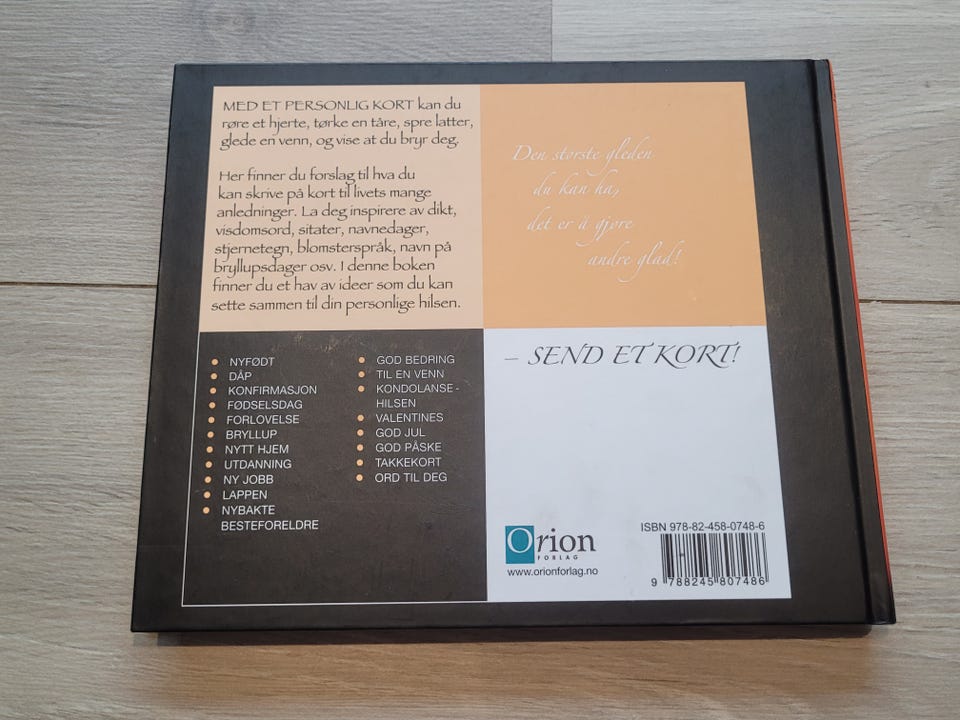 MED ET PERSONLIG KORT kan du
røre et hjerte, tørke en tåre, spre latter,
glede en venn, og vise at du bryr deg.
Her finner du forslag til hva du
kan skrive på kort til livets mange
anledninger. La deg inspirere av dikt,
visdomsord, sitater, navnedager,
stjernetegn, blomsterspråk, navn på
bryllupsdager osv. I denne boken
finner du et hav av ideer som du kan
sette sammen til din personlige hilsen.
Den største gleden
du kan ha,
det er å gjøre
andre glad!
• NYFØDT
• DÅP
• KONFIRMASJON
• FØDSELSDAG
• FORLOVELSE
• BRYLLUP
• NYTT HJEM
• UTDANNING
• NY JOBB
• LAPPEN
• NYBAKTE
BESTEFORELDRE
• GOD BEDRING
• TIL EN VENN
• KONDOLANSE-
HILSEN
• VALENTINES
• GOD JUL
• GOD PÅSKE
• TAKKEKORT
• ORD TIL DEG
– SEND ET KORT!
Orion
FORLAG
www.orionforlag.no
ISBN 978-82-458-0748-6
9 788245 807486